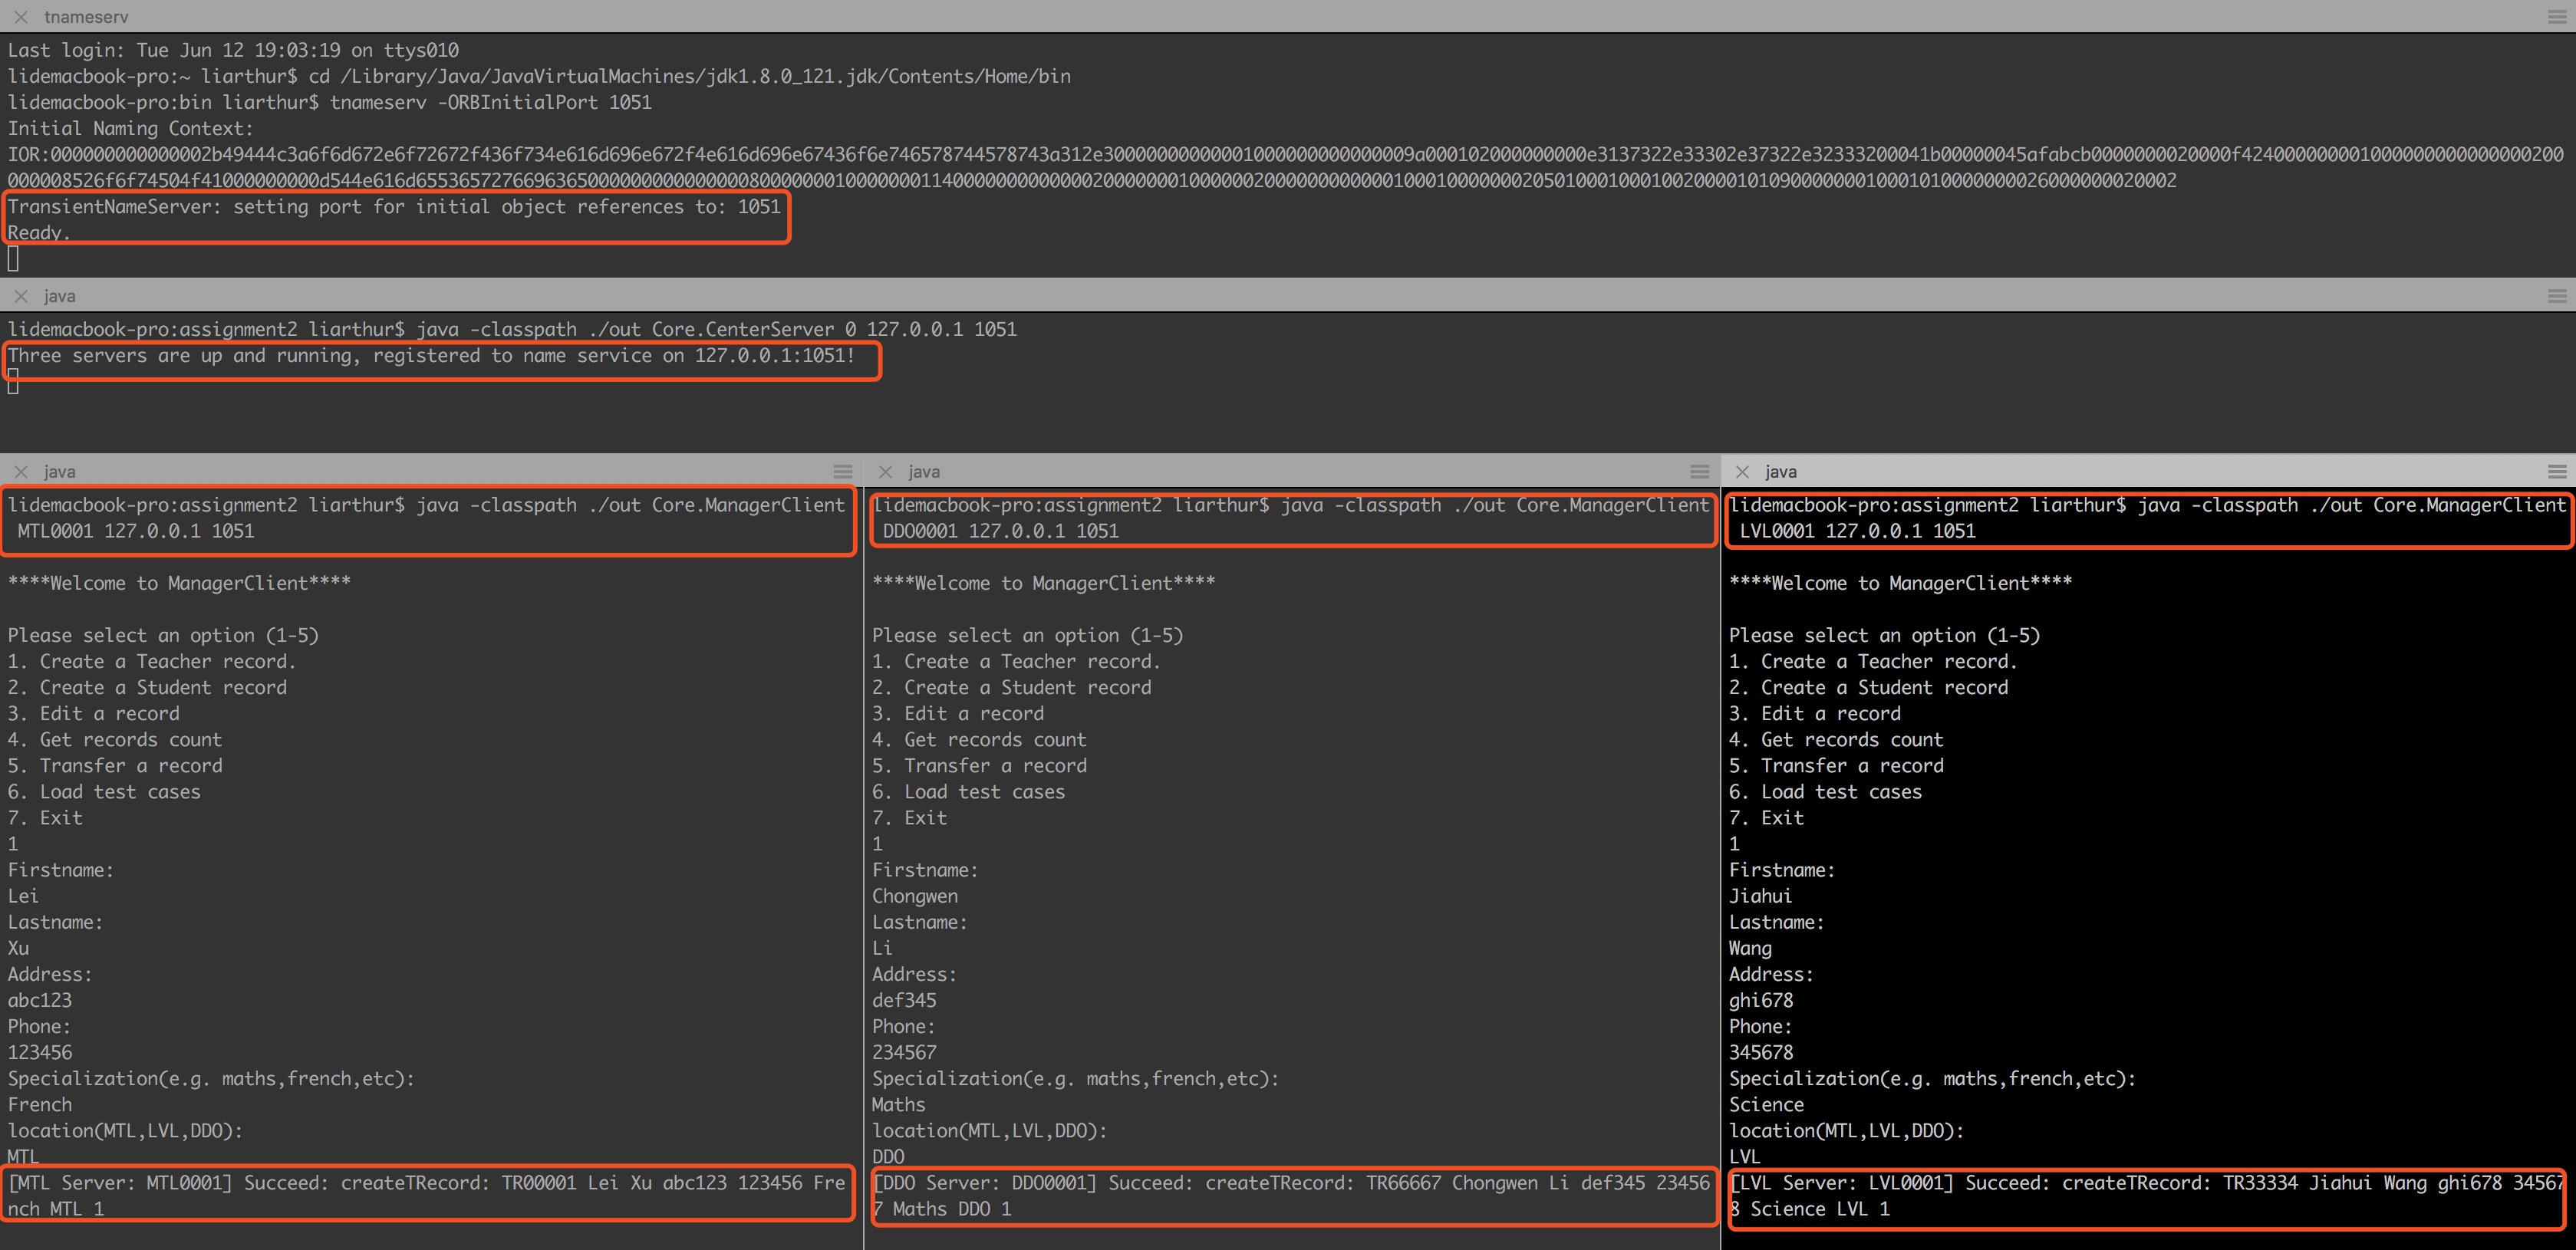 tnameserv
Last login: Tue Jun 12 19:03:19 on ttys010
lidemacbook-pro:~ liarthur$ cd /Library/Java/JavaVirtualMachines/jdk1.8.0_121.jdk/Contents/Home/bin
lidemacbook-pro:bin liarthur$ tnameserv -ORBInitialPort 1051
Initial Naming Context:
TransientNameServer: setting port for initial object references to: 1051
Ready.
java
lidemacbook-pro:assignment2 liarthur$ java -classpath ./out Core.CenterServer 0 127.0.0.1 1051
Three servers are up and running, registered to name service on 127.0.0.1:1051!
java
lidemacbook-pro:assignment2 liarthur$ java -classpath ./out Core.ManagerClient
MTL0001 127.0.0.1 1051
****Welcome to ManagerClient****
Please select an option (1-5)
1. Create a Teacher record.
2. Create a Student record
3. Edit a record
4. Get records count
5. Transfer a record
6. Load test cases
7. Exit
1
Firstname:
Lei
Lastname:
Xu
Address:
abc123
Phone:
123456
Specialization(e.g. maths,french,etc):
French
location(MTL,LVL,DDO):
MTL
[MTL Server: MTL0001] Succeed: createTRecord: TR00001 Lei Xu abc123 123456 Fre
nch MTL 1
java
lidemacbook-pro:assignment2 liarthur$ java -classpath ./out Core.ManagerClient
DDO0001 127.0.0.1 1051
****Welcome to ManagerClient****
Please select an option (1-5)
1. Create a Teacher record.
2. Create a Student record
3. Edit a record
4. Get records count
5. Transfer a record
6. Load test cases
7. Exit
1
Firstname:
Chongwen
Lastname:
Li
Address:
def345
Phone:
234567
Specialization(e.g. maths,french,etc):
Maths
location(MTL,LVL,DDO):
DDO
[DDO Server: DDO0001] Succeed: createTRecord: TR66667 Chongwen Li def345 23456
7 Maths DDO 1
java
lidemacbook-pro:assignment2 liarthur$ java -classpath ./out Core.ManagerClient
LVL0001 127.0.0.1 1051
****Welcome to ManagerClient****
Please select an option (1-5)
1. Create a Teacher record.
2. Create a Student record
3. Edit a record
4. Get records count
5. Transfer a record
6. Load test cases
7. Exit
1
Firstname:
Jiahui
Lastname:
Wang
Address:
ghi678
Phone:
345678
Specialization(e.g. maths,french,etc):
Science
location(MTL,LVL,DDO):
LVL
[LVL Server: LVL0001] Succeed: createTRecord: TR33334 Jiahui Wang ghi678 34567
8 Science LVL 1